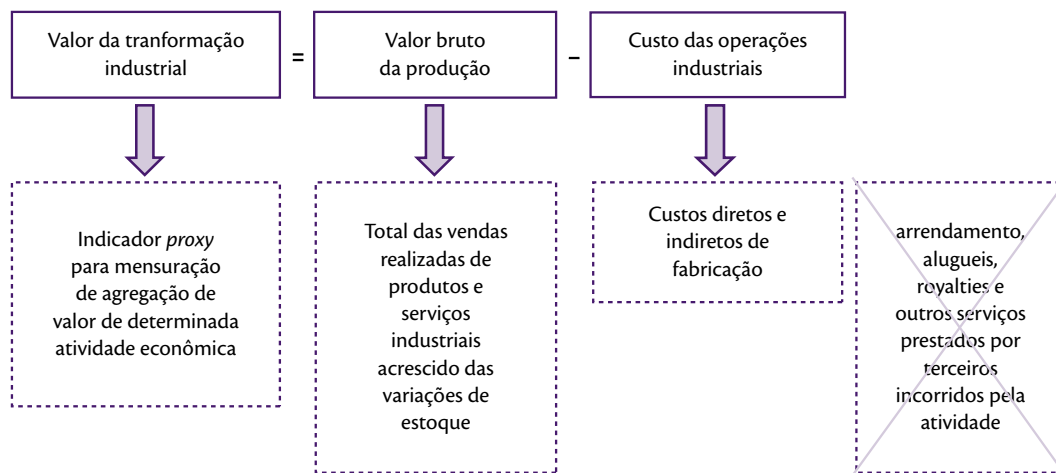 Valor da tranformação
industrial
=
Valor bruto
da produção
–
Custo das operações
industriais
Indicador proxy
para mensuração
de agregação de
valor de determinada
atividade econômica
Total das vendas
realizadas de
produtos e
serviços
industriais
acrescido das
variações de
estoque
Custos diretos e
indiretos de
fabricação
arrendamento,
alugueis,
royalties e
outros serviços
prestados por
terceiros
incorridos pela
atividade